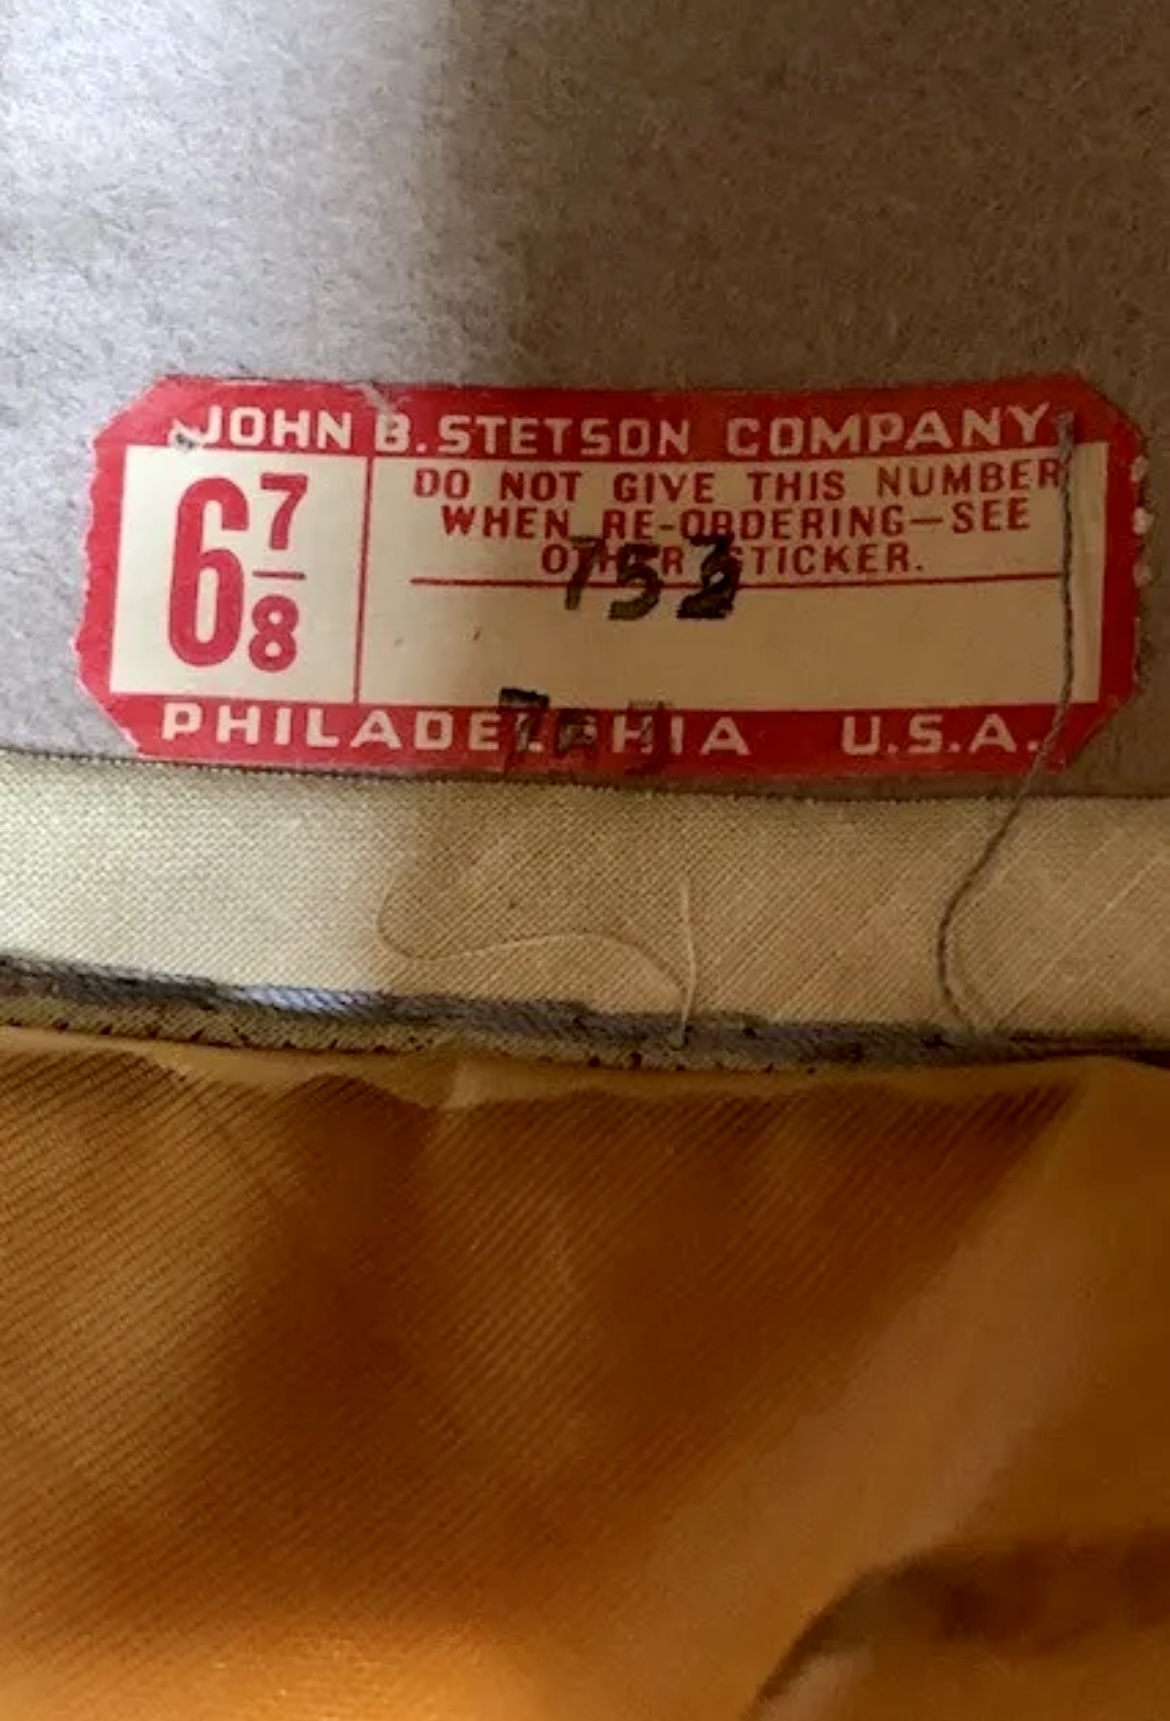 JOHN B. STETSON COMPANY
6 7/8
DO NOT GIVE THIS NUMBER
WHEN RE-ORDERING—SEE
OTHER STICKER.
PHILADELPHIA U.S.A.